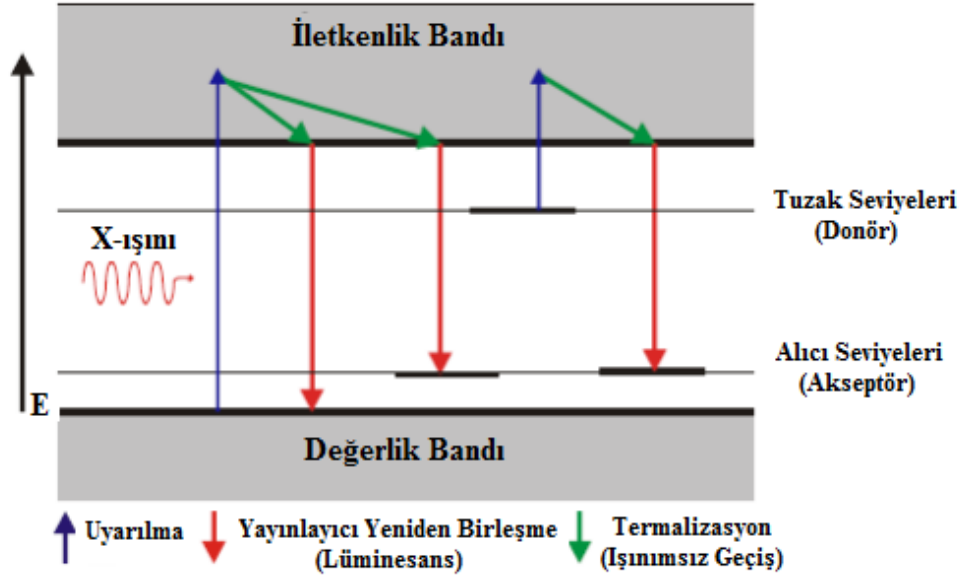 İletkenlik Bandı
Tuzak Seviyeleri
(Donör)
X-ışını
Alıcı Seviyeleri
(Akseptör)
E
Değerlik Bandı
Uyarılma
Yayınlayıcı Yeniden Birleşme
(Lüminesans)
Termalizasyon
(Işınımsız Geçiş)